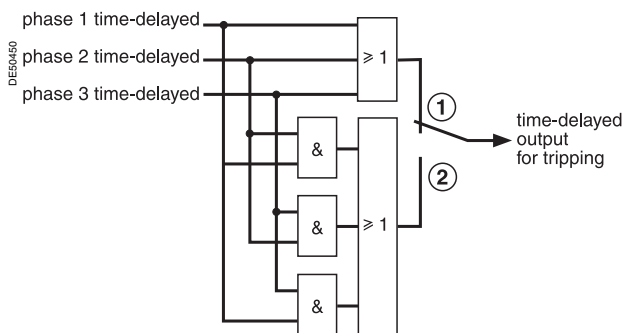 phase 1 time-delayed
phase 2 time-delayed
phase 3 time-delayed
DE50450
≥ 1
1
time-delayed
output
for tripping
&
2
&
≥ 1
&